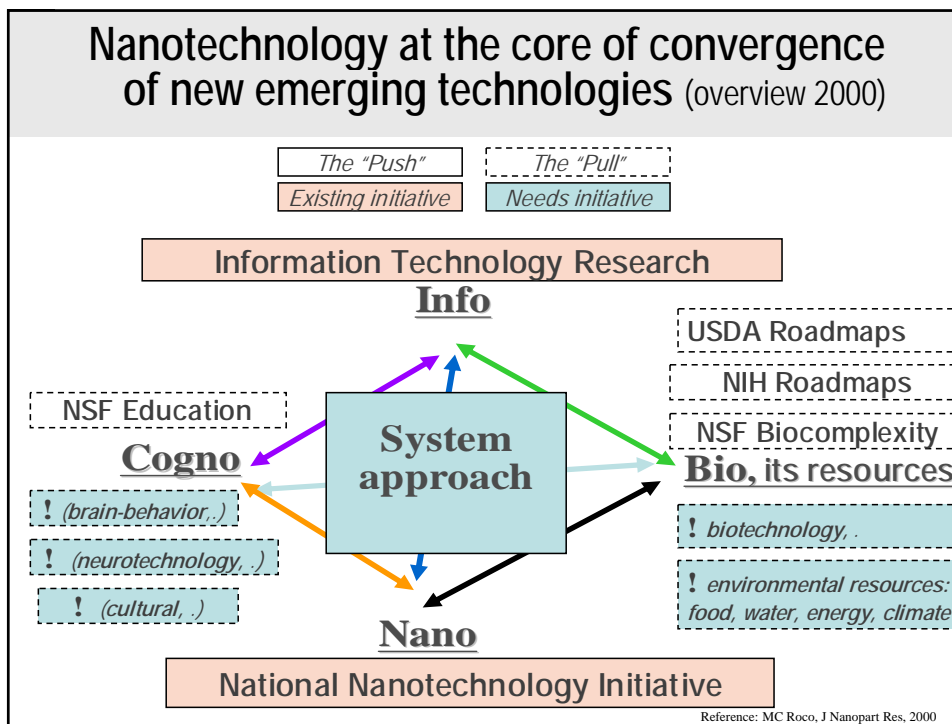 Nanotechnology at the core of convergence
of new emerging technologies (overview 2000)
The "Push"
The "Pull"
Existing initiative
Needs initiative
Information Technology Research
Info
USDA Roadmaps
NIH Roadmaps
NSF Education
NSF Biocomplexity
System
approach
Cogno
Bio, its resources
! (brain-behavior,.)
! biotechnology, .
! (neurotechnology, .)
! environmental resources:
food, water, energy, climate
! (cultural, .)
Nano
National Nanotechnology Initiative
Reference: MC Roco, J Nanopart Res, 2000